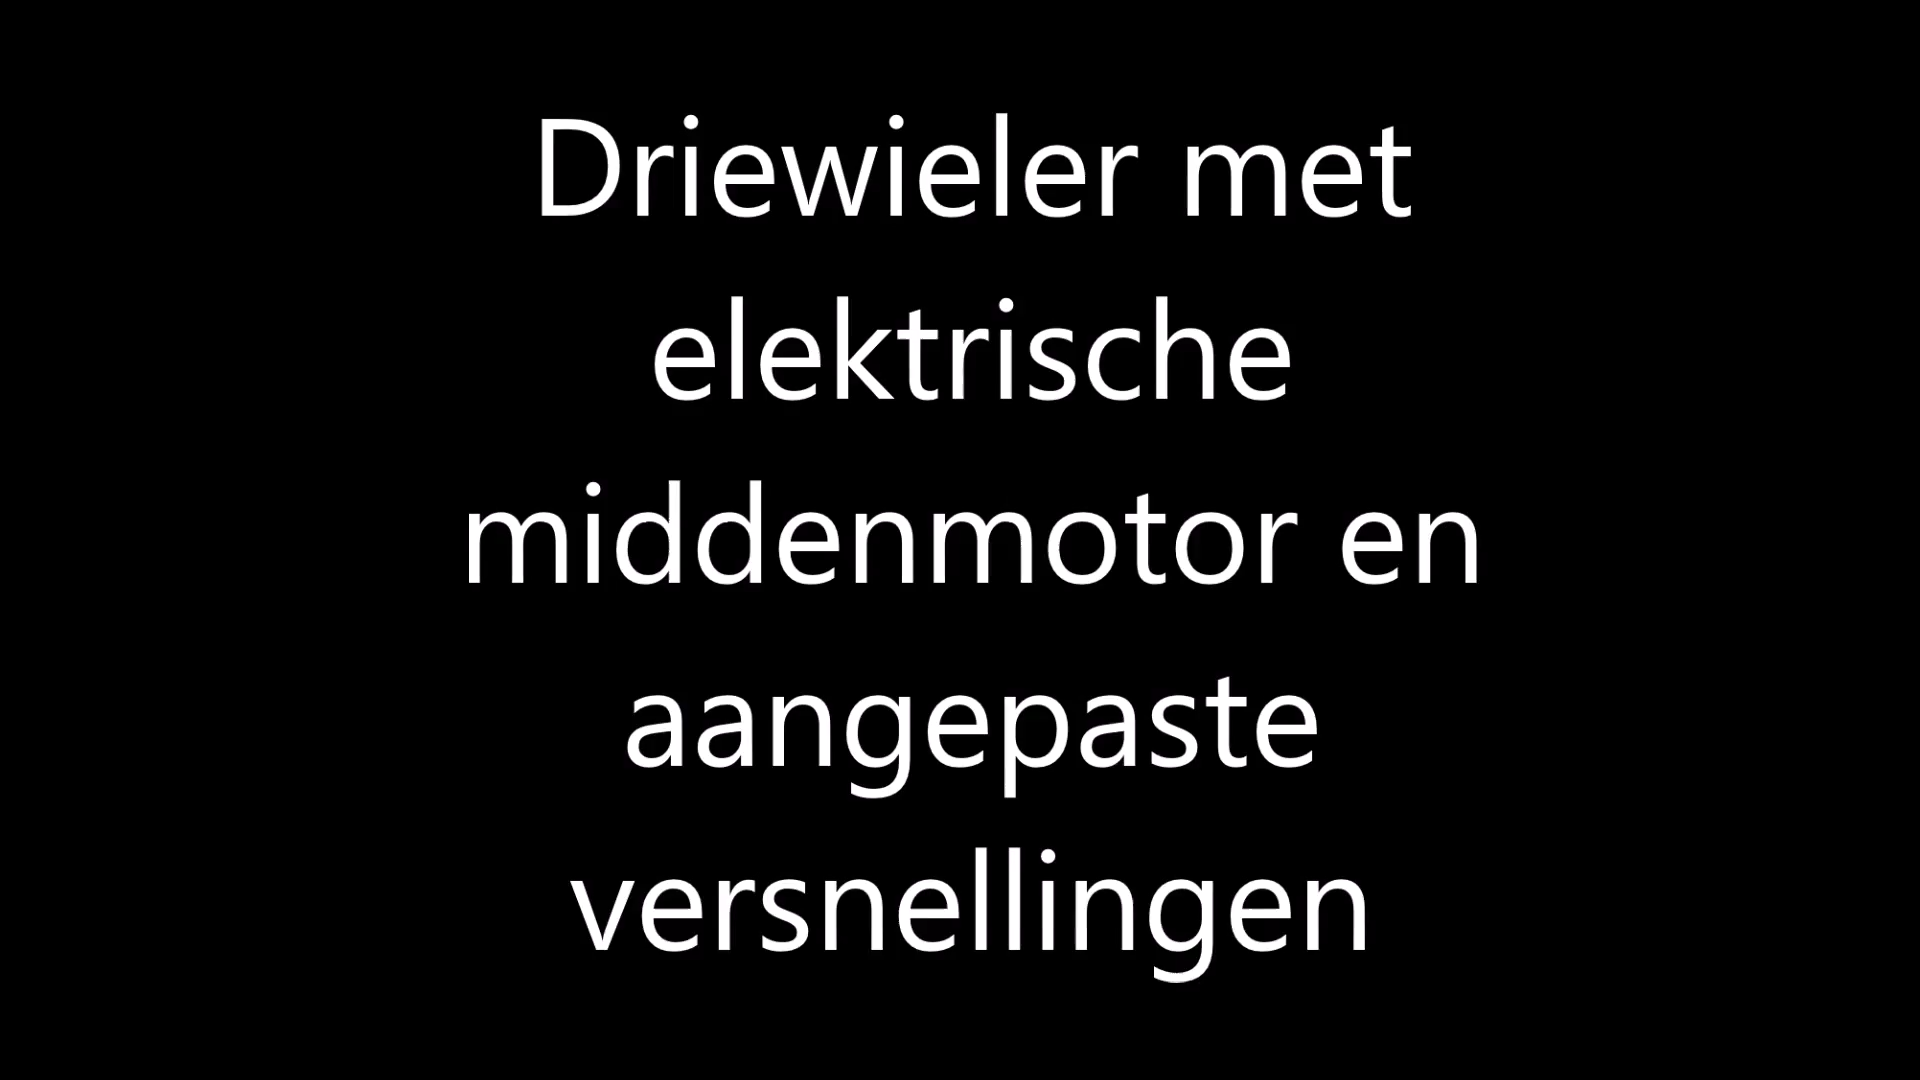 Driewieler met
elektrische
middenmotor en
aangepaste
versnellingen